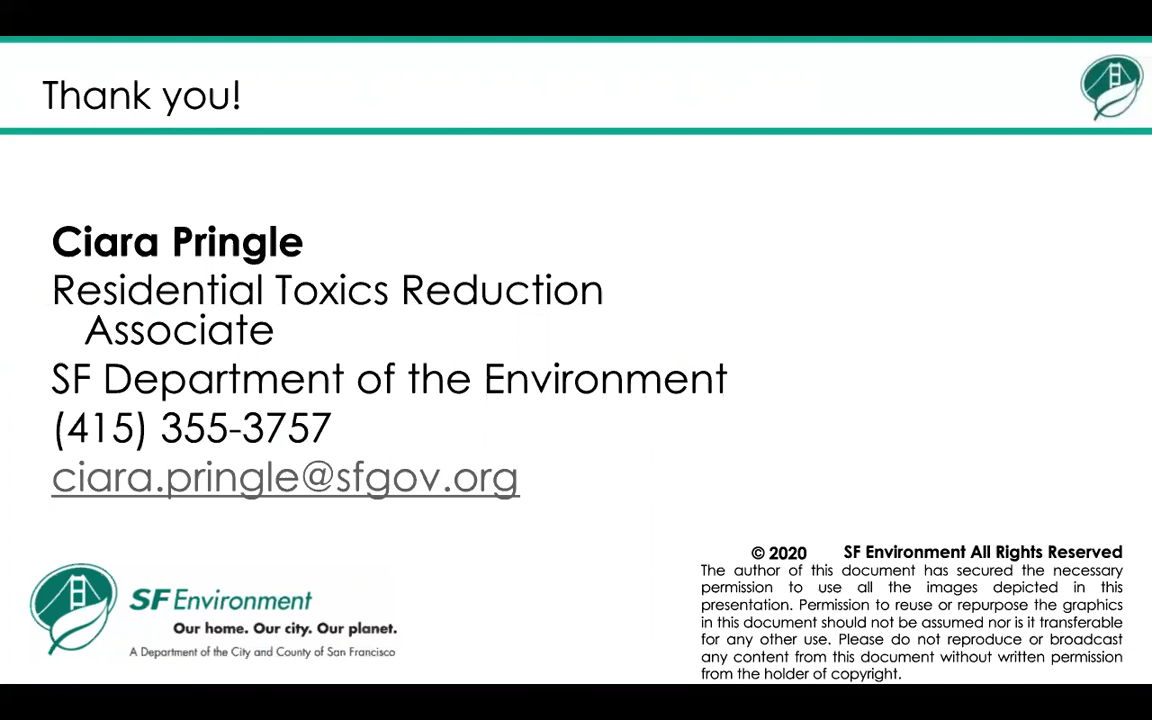 Thank you!
Ciara Pringle
Residential Toxics Reduction
Associate
SF Department of the Environment
(415) 355-3757
ciara.pringle@sfgov.org
SF Environment
Our home. Our city. Our planet.
A Department of the City and County of San Francisco
© 2020 SF Environment All Rights Reserved
The author of this document has secured the necessary
permission to use all the images depicted in this
presentation. Permission to reuse or repurpose the graphics
in this document should not be assumed nor is it transferable
for any other use. Please do not reproduce or broadcast
any content from this document without written permission
from the holder of copyright.